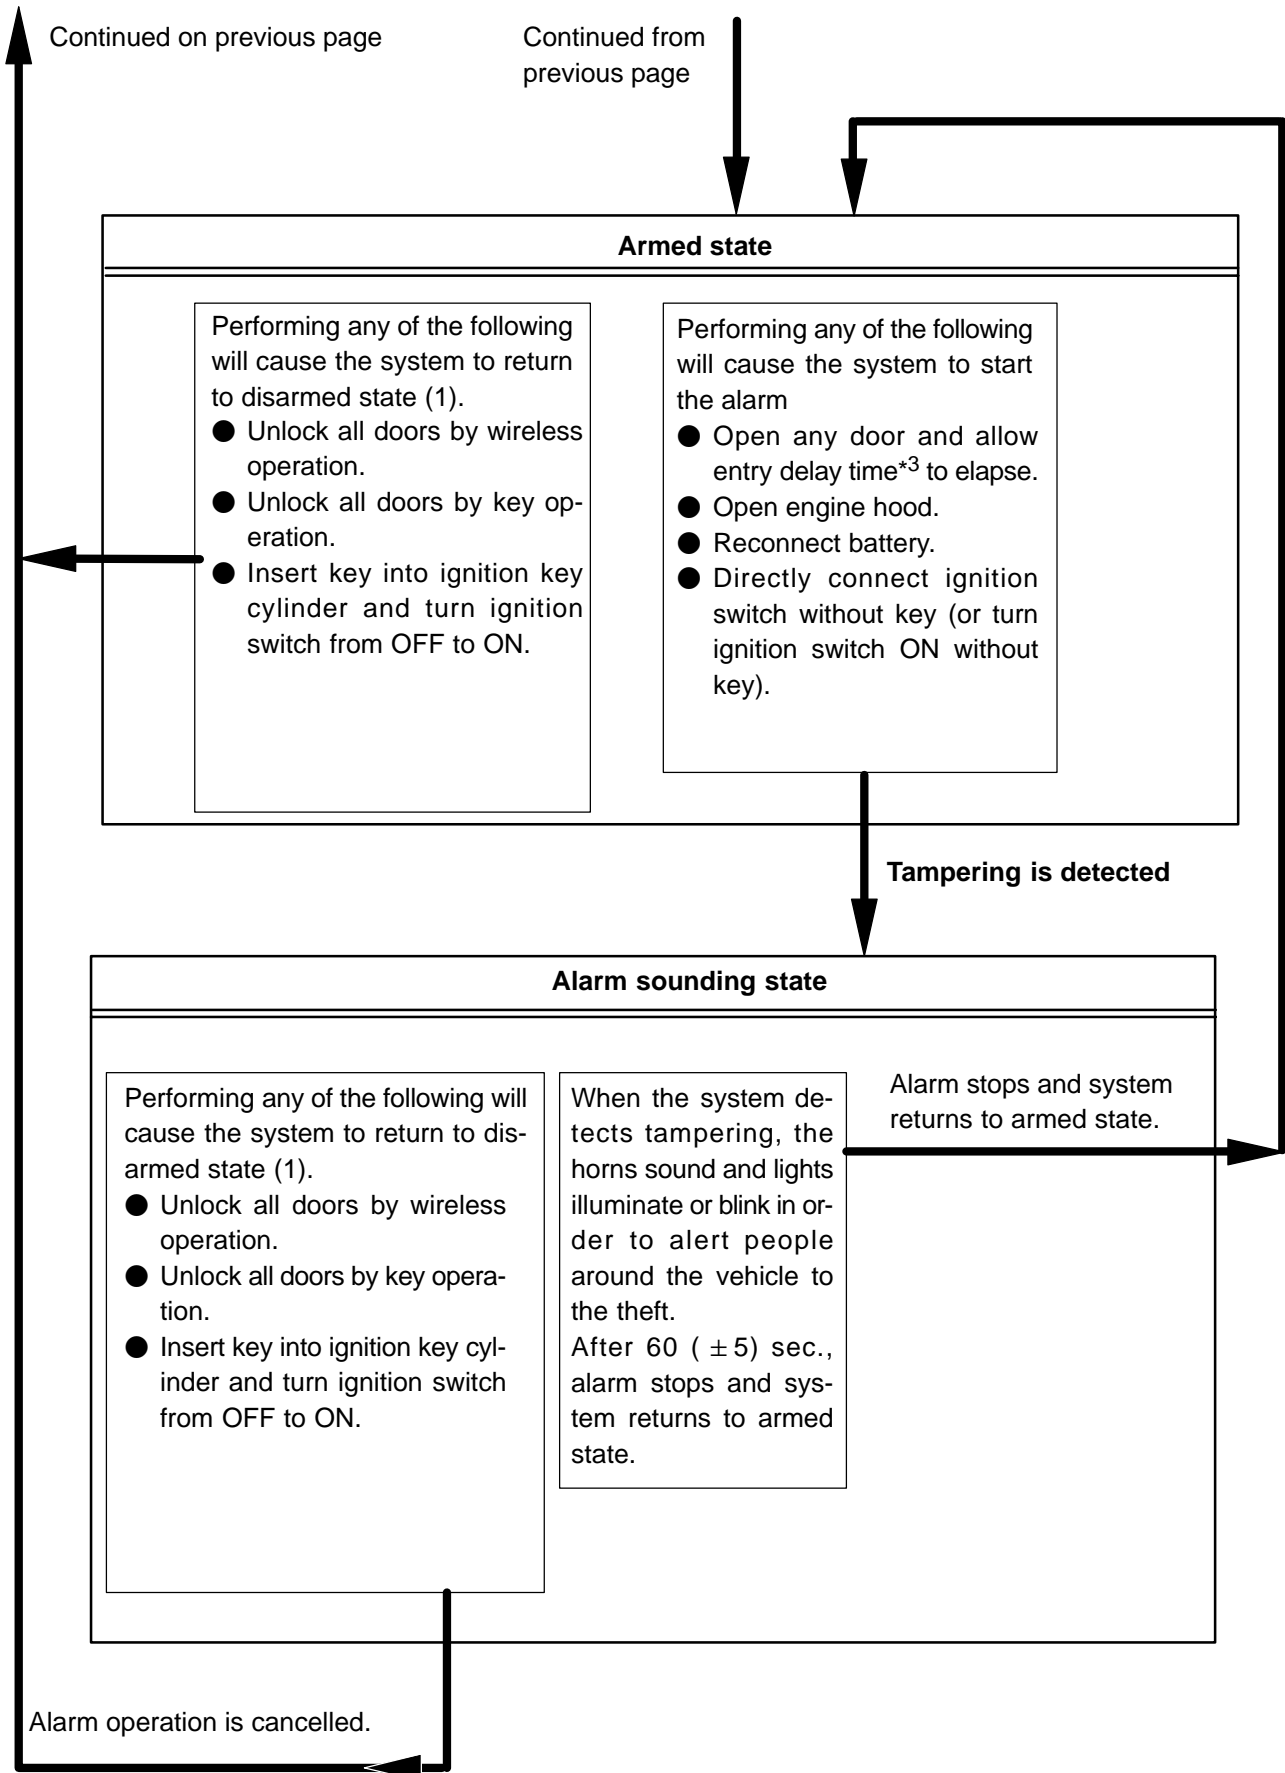 Continued on previous page
Continued from
previous page
Armed state
Performing any of the following
will cause the system to return
to disarmed state (1).
● Unlock all doors by wireless
operation.
● Unlock all doors by key op-
eration.
● Insert key into ignition key
cylinder and turn ignition
switch from OFF to ON.
Performing any of the following
will cause the system to start
the alarm
● Open any door and allow
entry delay time*3 to elapse.
● Open engine hood.
● Reconnect battery.
● Directly connect ignition
switch without key (or turn
ignition switch ON without
key).
Tampering is detected
Alarm sounding state
Performing any of the following will
cause the system to return to dis-
armed state (1).
● Unlock all doors by wireless
operation.
● Unlock all doors by key opera-
tion.
● Insert key into ignition key cyl-
inder and turn ignition switch
from OFF to ON.
When the system de-
tects tampering, the
horns sound and lights
illuminate or blink in or-
der to alert people
around the vehicle to
the theft.
After 60 ( ±5) sec.,
alarm stops and sys-
tem returns to armed
state.
Alarm stops and system
returns to armed state.
Alarm operation is cancelled.